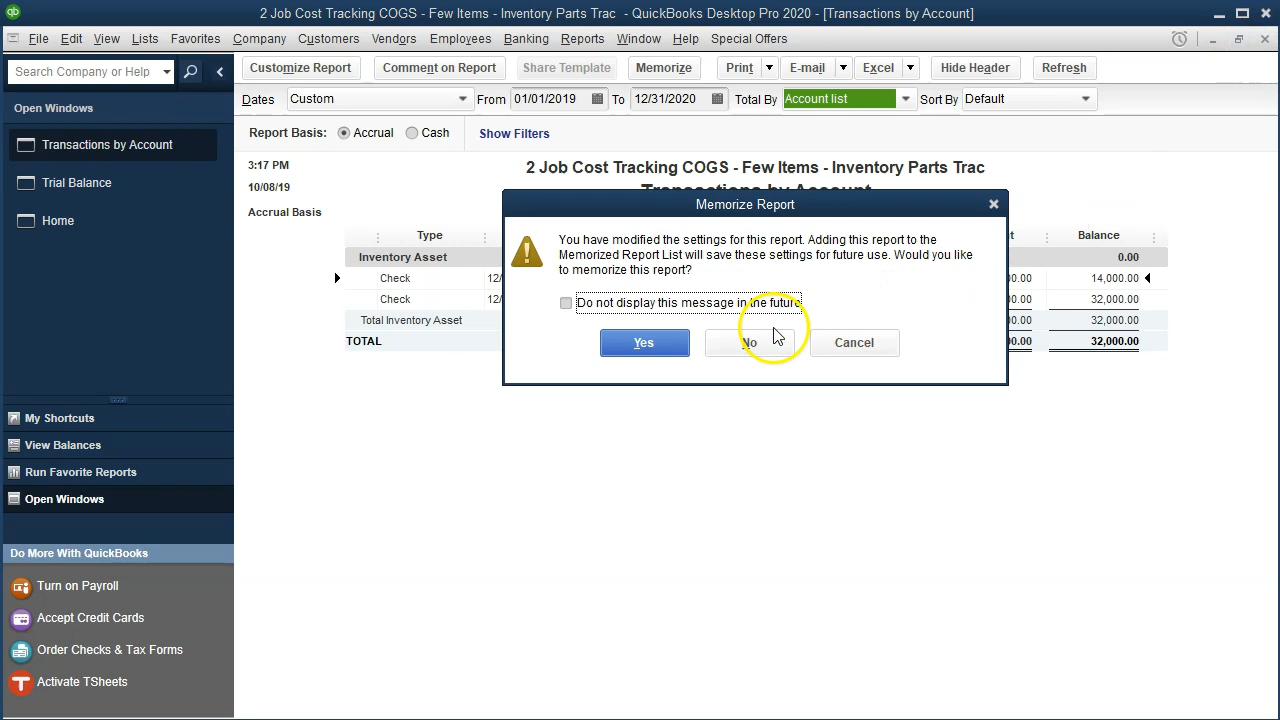 qb
2 Job Cost Tracking COGS - Few Items - Inventory Parts Trac - QuickBooks Desktop Pro 2020 - [Transactions by Account]
File Edit View Lists Favorites Company Customers Vendors Employees Banking Reports Window Help Special Offers
Search Company or Help
Customize Report Comment on Report Share Template Memorize Print E-mail Excel Hide Header Refresh
Open Windows
Dates Custom From 01/01/2019 To 12/31/2020 Total By Account list Sort By Default
Transactions by Account
Report Basis: Accrual Cash Show Filters
Trial Balance
Home
3:17 PM
2 Job Cost Tracking COGS - Few Items - Inventory Parts Trac
10/08/19
Transactions by Account
Accrual Basis
Type Balance
Inventory Asset 0.00
Check 12/ 14,000.00
Check 12/ 32,000.00
Total Inventory Asset 32,000.00
TOTAL 32,000.00
Memorize Report
You have modified the settings for this report. Adding this report to the
Memorized Report List will save these settings for future use. Would you like
to memorize this report?
Do not display this message in the future
Yes No Cancel
My Shortcuts
View Balances
Run Favorite Reports
Open Windows
Do More With QuickBooks
Turn on Payroll
Accept Credit Cards
Order Checks & Tax Forms
Activate TSheets